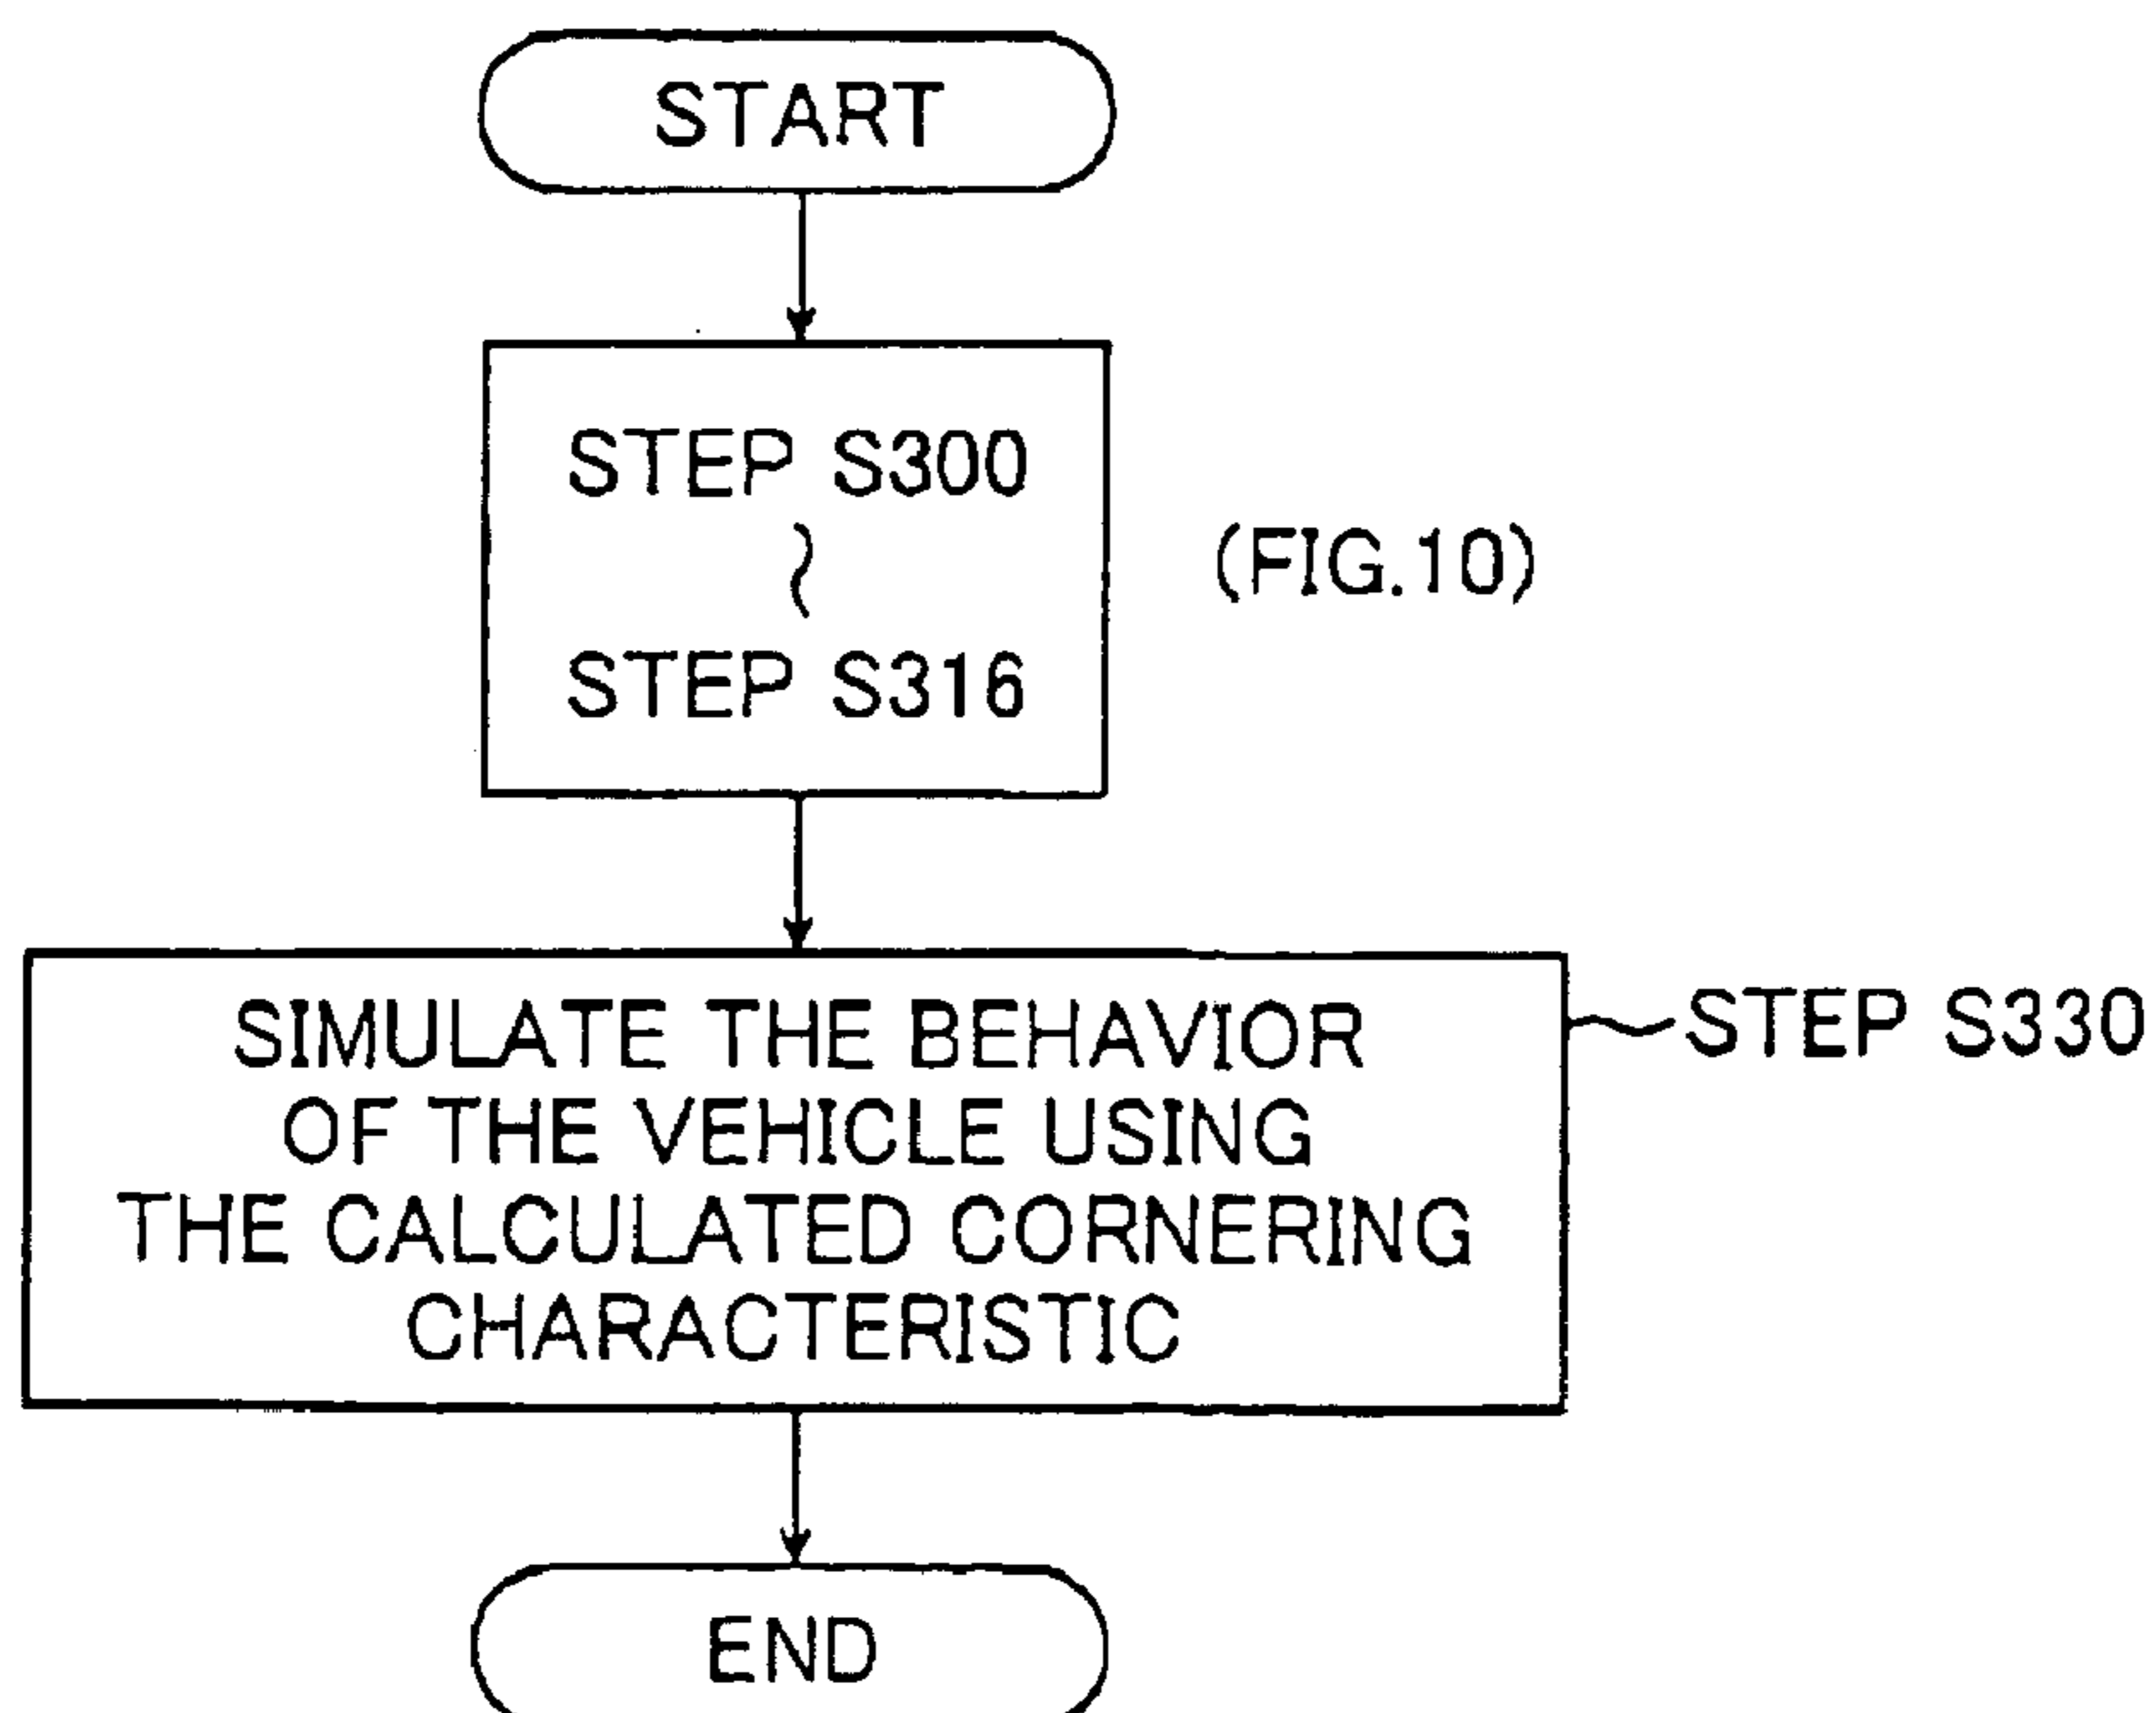 START
STEP S300
STEP S316
(FIG.10)
SIMULATE THE BEHAVIOR
OF THE VEHICLE USING
THE CALCULATED CORNERING
CHARACTERISTIC
STEP S330
END